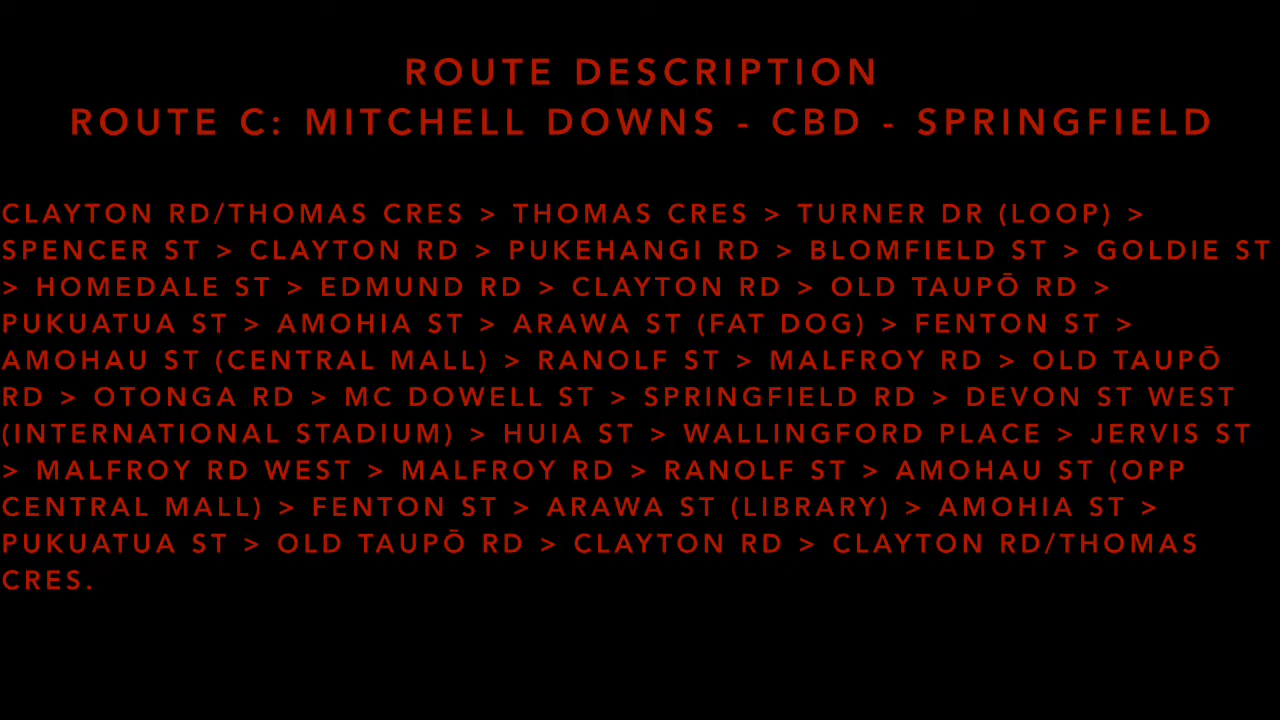 ROUTE DESCRIPTION
ROUTE C: MITCHELL DOWNS - CBD - SPRINGFIELD
CLAYTON RD/THOMAS CRES > THOMAS CRES > TURNER DR (LOOP) >
SPENCER ST > CLAYTON RD > PUKEHANGI RD > BLOMFIELD ST > GOLDIE ST
> HOMEDALE ST > EDMUND RD > CLAYTON RD > OLD TAUPŌ RD >
PUKUATUA ST > AMOHIA ST > ARAWA ST (FAT DOG) > FENTON ST >
AMOHAU ST (CENTRAL MALL) > RANOLF ST > MALFROY RD > OLD TAUPŌ
RD > OTONGA RD > MC DOWELL ST > SPRINGFIELD RD > DEVON ST WEST
(INTERNATIONAL STADIUM) > HUIA ST > WALLINGFORD PLACE > JERVIS ST
> MALFROY RD WEST > MALFROY RD > RANOLF ST > AMOHAU ST (OPP
CENTRAL MALL) > FENTON ST > ARAWA ST (LIBRARY) > AMOHIA ST >
PUKUATUA ST > OLD TAUPŌ RD > CLAYTON RD > CLAYTON RD/THOMAS
CRES.